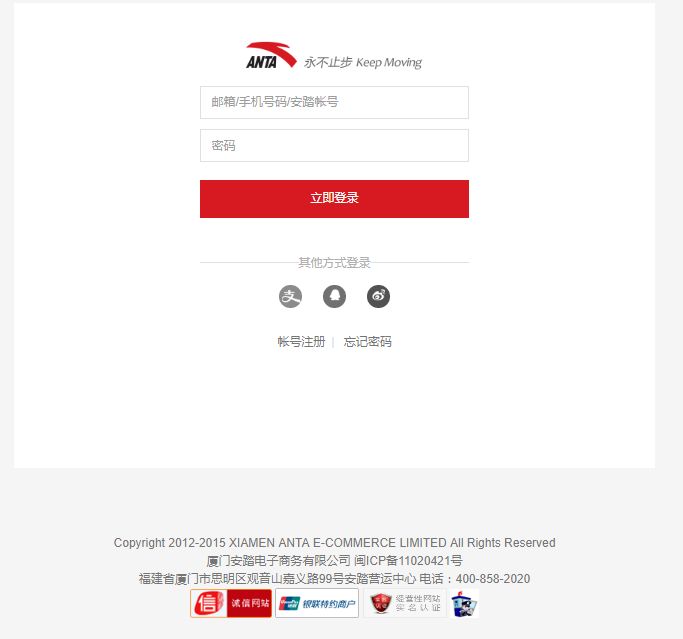 ANTA 永不止步 Keep Moving
邮箱/手机号码/安踏帐号
密码
立即登录
其他方式登录
支
帐号注册 | 忘记密码
Copyright 2012-2015 XIAMEN ANTA E-COMMERCE LIMITED All Rights Reserved
厦门安踏电子商务有限公司 闽ICP备11020421号
福建省厦门市思明区观音山嘉义路99号安踏营运中心 电话：400-858-2020
信 诚信网站 银联特约商户 经营性网站
实名认证